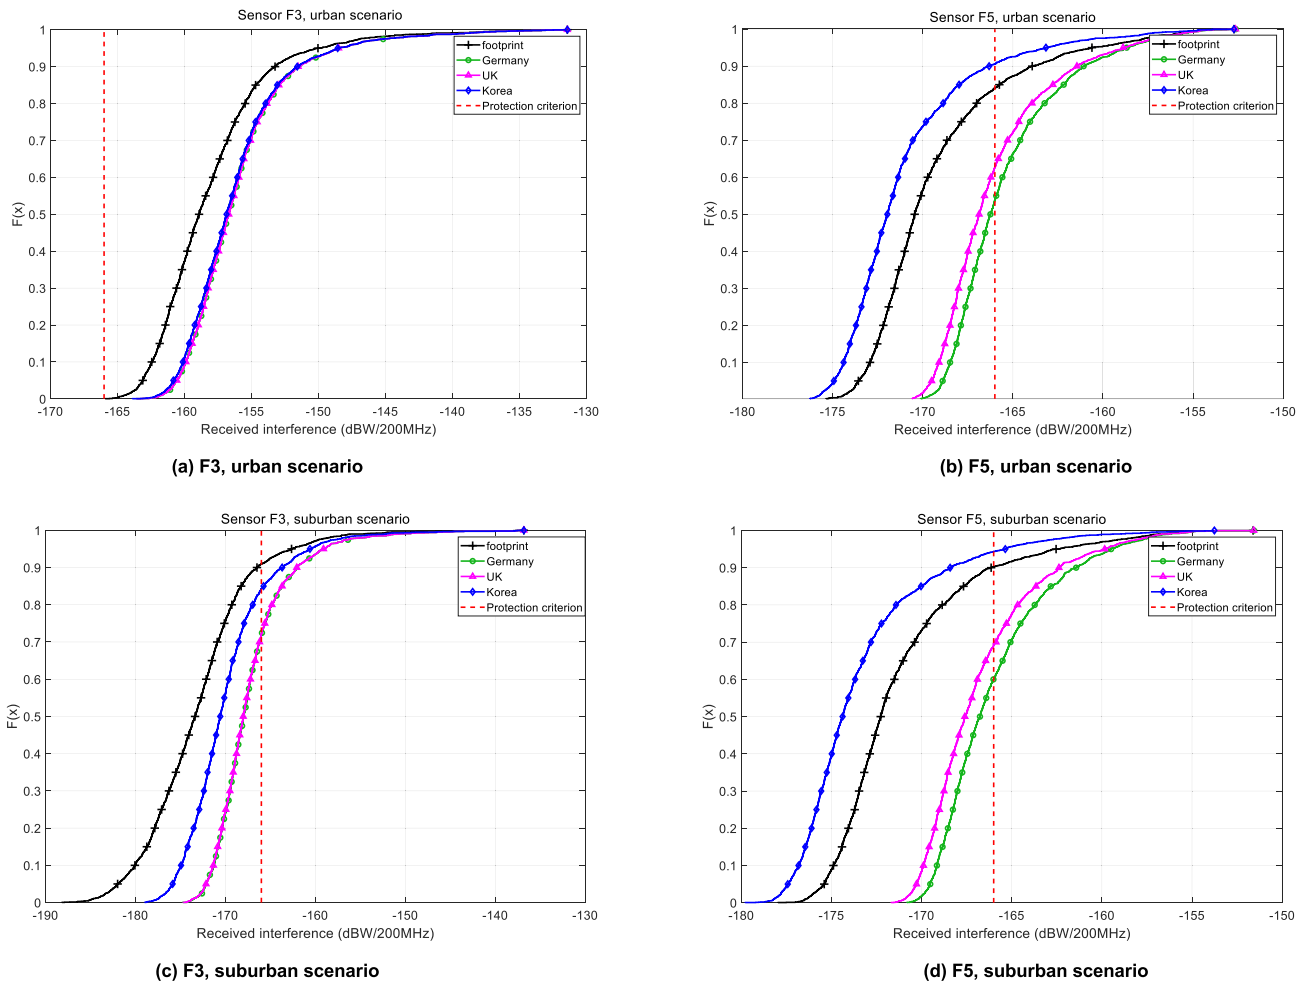 Sensor F3, urban scenario
1
0.9
0.8
0.7
0.6
0.5
0.4
0.3
0.2
0.1
0
F(x)
footprint
Germany
UK
Korea
Protection criterion
-170 -165 -160 -155 -150 -145 -140 -135 -130
Received interference (dBW/200MHz)
(a) F3, urban scenario
Sensor F5, urban scenario
1
0.9
0.8
0.7
0.6
0.5
0.4
0.3
0.2
0.1
0
F(x)
footprint
Germany
UK
Korea
Protection criterion
-180 -175 -170 -165 -160 -155 -150
Received interference (dBW/200MHz)
(b) F5, urban scenario
Sensor F3, suburban scenario
1
0.9
0.8
0.7
0.6
0.5
0.4
0.3
0.2
0.1
0
F(x)
footprint
Germany
UK
Korea
Protection criterion
-190 -180 -170 -160 -150 -140 -130
Received interference (dBW/200MHz)
(c) F3, suburban scenario
Sensor F5, suburban scenario
1
0.9
0.8
0.7
0.6
0.5
0.4
0.3
0.2
0.1
0
F(x)
footprint
Germany
UK
Korea
Protection criterion
-180 -175 -170 -165 -160 -155 -150
Received interference (dBW/200MHz)
(d) F5, suburban scenario